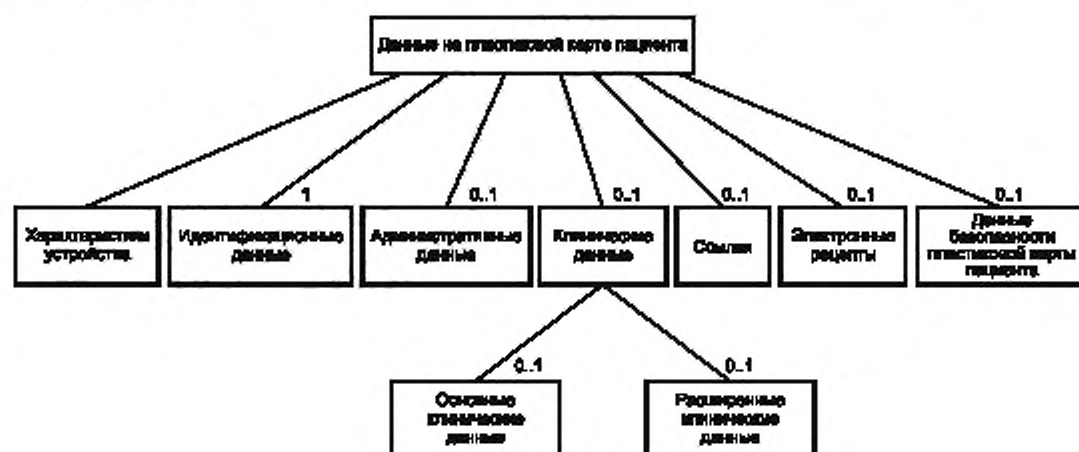 Данные на пластиковой карте пациента
1
0..1
0..1
0..1
0..1
0..1
Характеристики
устройства
Идентификационные
данные
Административные
данные
Клинические
данные
Ссылки
Электронные
рецепты
Данные
безопасности
пластиковой карты
пациента
0..1
0..1
Основные
клинические
данные
Расширенные
клинические
данные